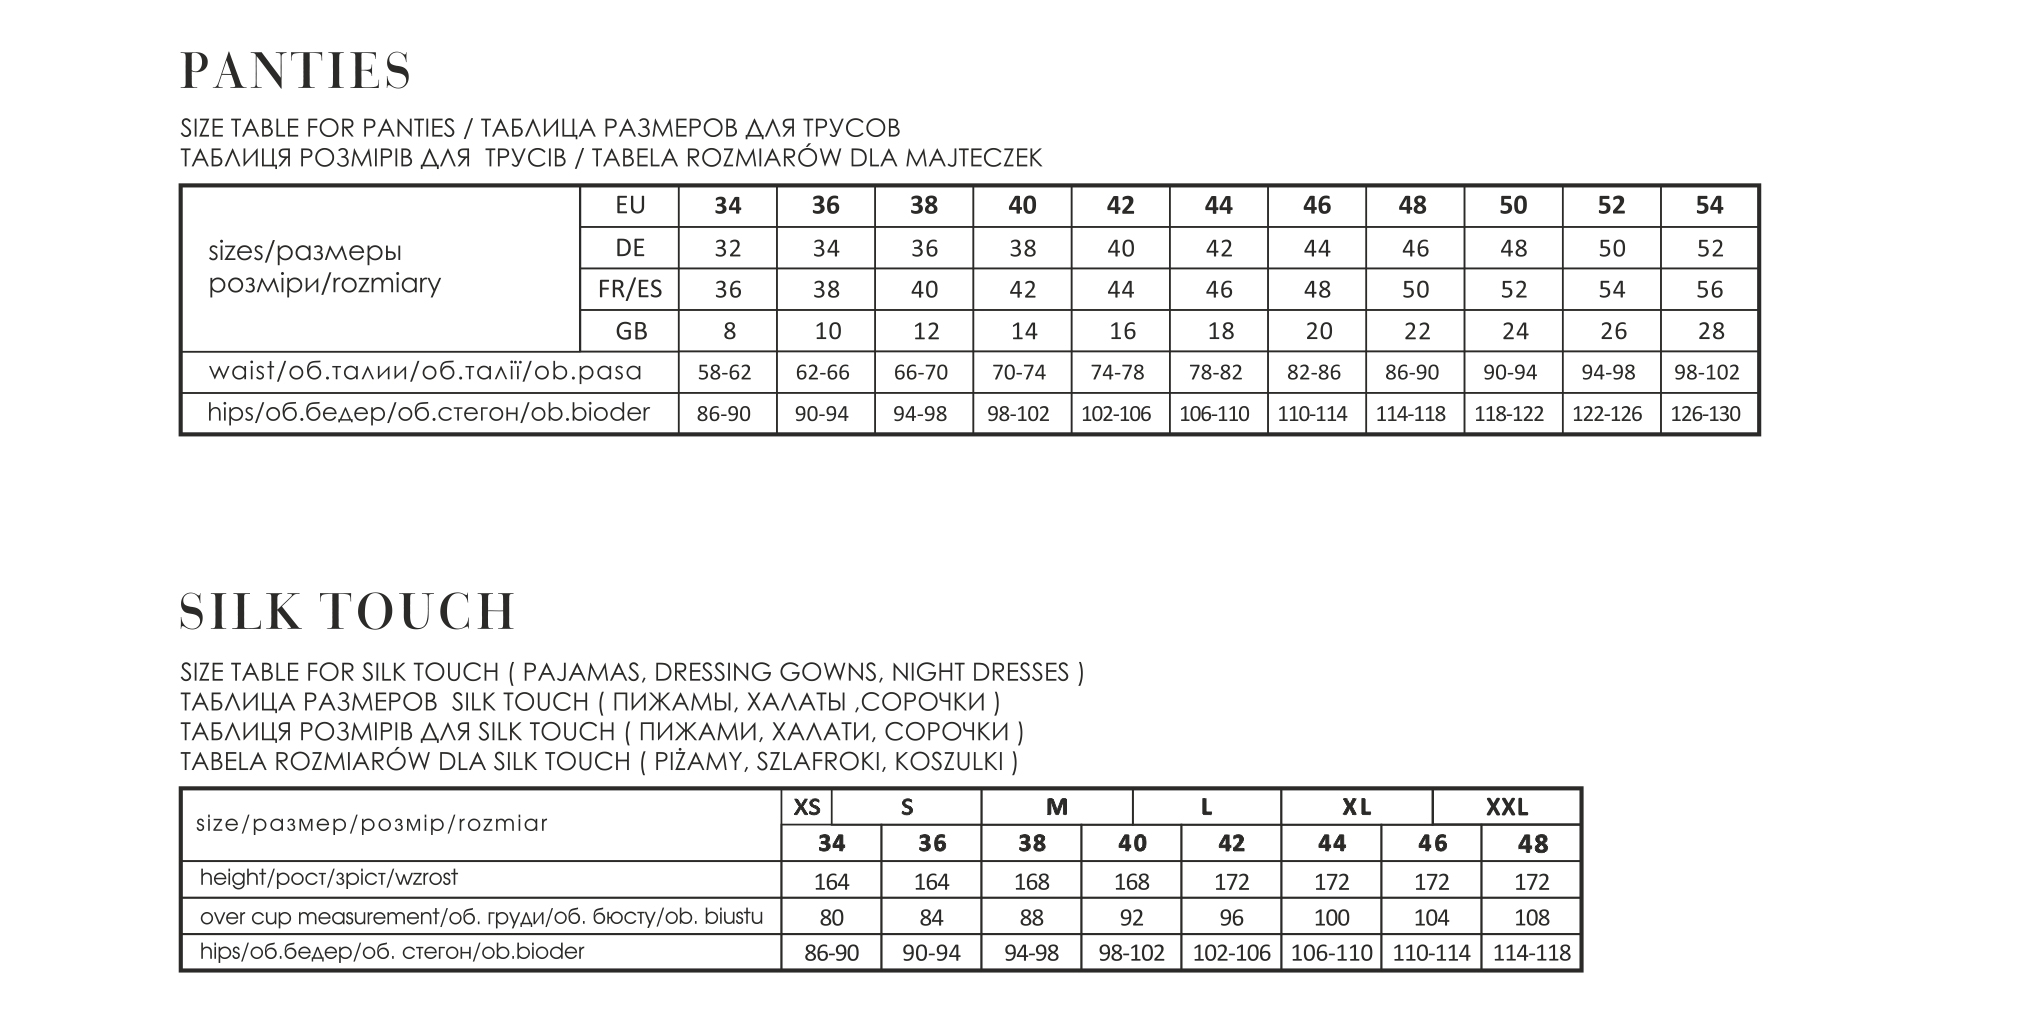 PANTIES
SIZE TABLE FOR PANTIES / ТАБЛИЦА РАЗМЕРОВ ДЛЯ ТРУСОВ
ТАБЛИЦЯ РОЗМІРІВ ДЛЯ ТРУСІВ / TABELA ROZMIARÓW DLA MAJTECZEK
sizes/размеры
розміри/rozmiary
EU 34 36 38 40 42 44 46 48 50 52 54
DE 32 34 36 38 40 42 44 46 48 50 52
FR/ES 36 38 40 42 44 46 48 50 52 54 56
GB 8 10 12 14 16 18 20 22 24 26 28
waist/об.талии/об.талії/ob.pasa 58-62 62-66 66-70 70-74 74-78 78-82 82-86 86-90 90-94 94-98 98-102
hips/об.бедер/об.стегон/ob.bioder 86-90 90-94 94-98 98-102 102-106 106-110 110-114 114-118 118-122 122-126 126-130
SILK TOUCH
SIZE TABLE FOR SILK TOUCH ( PAJAMAS, DRESSING GOWNS, NIGHT DRESSES )
ТАБЛИЦА РАЗМЕРОВ SILK TOUCH ( ПИЖАМЫ, ХАЛАТЫ ,СОРОЧКИ )
ТАБЛИЦЯ РОЗМІРІВ ДЛЯ SILK TOUCH ( ПИЖАМИ, ХАЛАТИ, СОРОЧКИ )
TABELA ROZMIARÓW DLA SILK TOUCH ( PIŻAMY, SZLAFROKI, KOSZULKI )
size/размер/розмір/rozmiar
XS S M L XL XXL
34 36 38 40 42 44 46 48
height/рост/зріст/wzrost 164 164 168 168 172 172 172 172
over cup measurement/об. груди/об. бюсту/ob. biustu 80 84 88 92 96 100 104 108
hips/об.бедер/об. стегон/ob.bioder 86-90 90-94 94-98 98-102 102-106 106-110 110-114 114-118